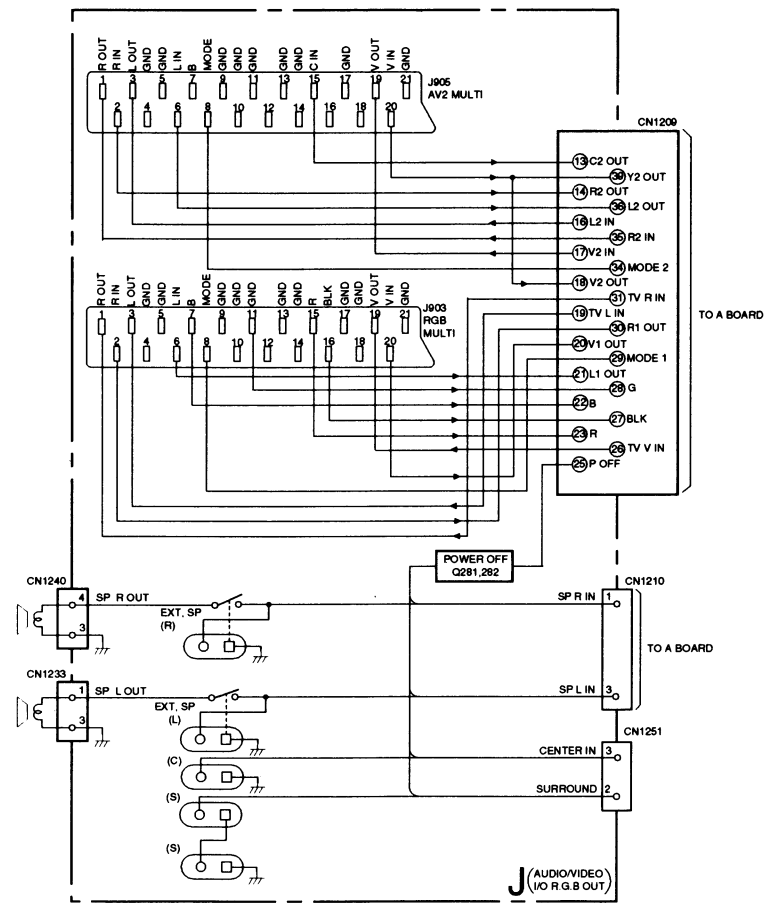 R OUT R IN L OUT GND GND L IN B MODE GND GND GND GND GND C IN GND V OUT V IN GND
1 3 5 7 9 11 13 15 17 19 21
2 4 6 8 10 12 14 16 18 20
J905
AV2 MULTI
CN1209
13 C2 OUT
39 Y2 OUT
14 R2 OUT
36 L2 OUT
16 L2 IN
35 R2 IN
17 V2 IN
34 MODE 2
18 V2 OUT
31 TV R IN
19 TV L IN
30 R1 OUT
20 V1 OUT
29 MODE 1
21 L1 OUT
28 G
22 B
27 BLK
23 R
26 TV V IN
25 P OFF
TO A BOARD
R OUT R IN L OUT GND GND L IN B MODE GND GND GND GND GND R BLK GND GND V OUT V IN GND
1 3 5 7 9 11 13 15 17 19 21
2 4 6 8 10 12 14 16 18 20
J903
RGB
MULTI
POWER OFF
Q281,282
CN1240
4 SP R OUT
3
EXT, SP
(R)
SP R IN 1
CN1210
TO A BOARD
CN1233
1 SP L OUT
3
EXT, SP
(L)
SP L IN 3
CN1251
(C)
CENTER IN 3
(S)
SURROUND 2
(S)
J (AUDIO/VIDEO
I/O R.G.B OUT)